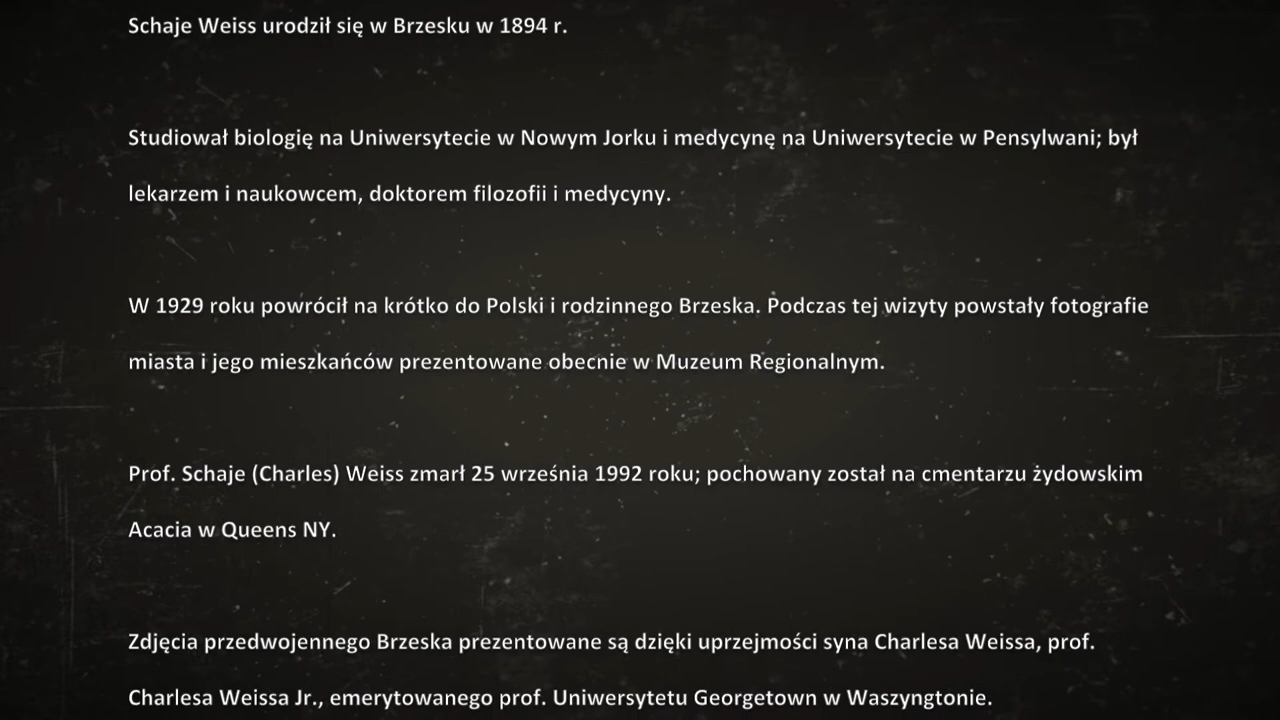 Schaje Weiss urodził się w Brzesku w 1894 r.
Studiował biologię na Uniwersytecie w Nowym Jorku i medycynę na Uniwersytecie w Pensylwani; był
lekarzem i naukowcem, doktorem filozofii i medycyny.
W 1929 roku powrócił na krótko do Polski i rodzinnego Brzeska. Podczas tej wizyty powstały fotografie
miasta i jego mieszkańców prezentowane obecnie w Muzeum Regionalnym.
Prof. Schaje (Charles) Weiss zmarł 25 września 1992 roku; pochowany został na cmentarzu żydowskim
Acacia w Queens NY.
Zdjęcia przedwojennego Brzeska prezentowane są dzięki uprzejmości syna Charlesa Weissa, prof.
Charlesa Weissa Jr., emerytowanego prof. Uniwersytetu Georgetown w Waszyngtonie.